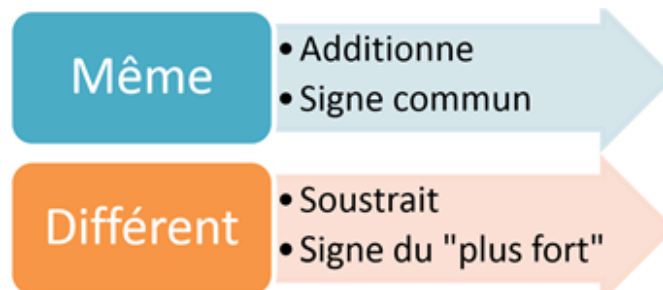 Même
• Additionne
• Signe commun
Différent
• Soustrait
• Signe du "plus fort"